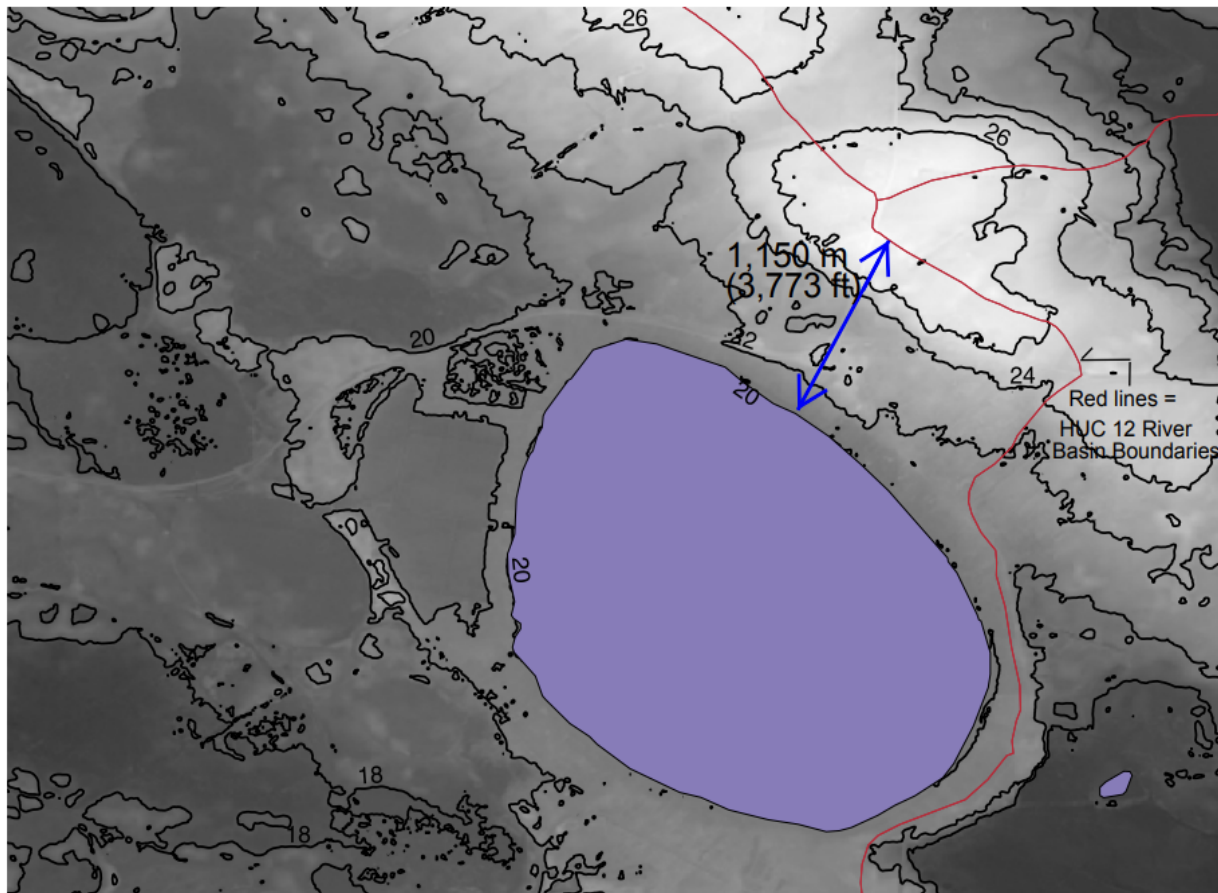 26
26
1,150 m
(3,773 ft)
20
22
24
20
Red lines =
HUC 12 River
Basin Boundaries
20
18
18